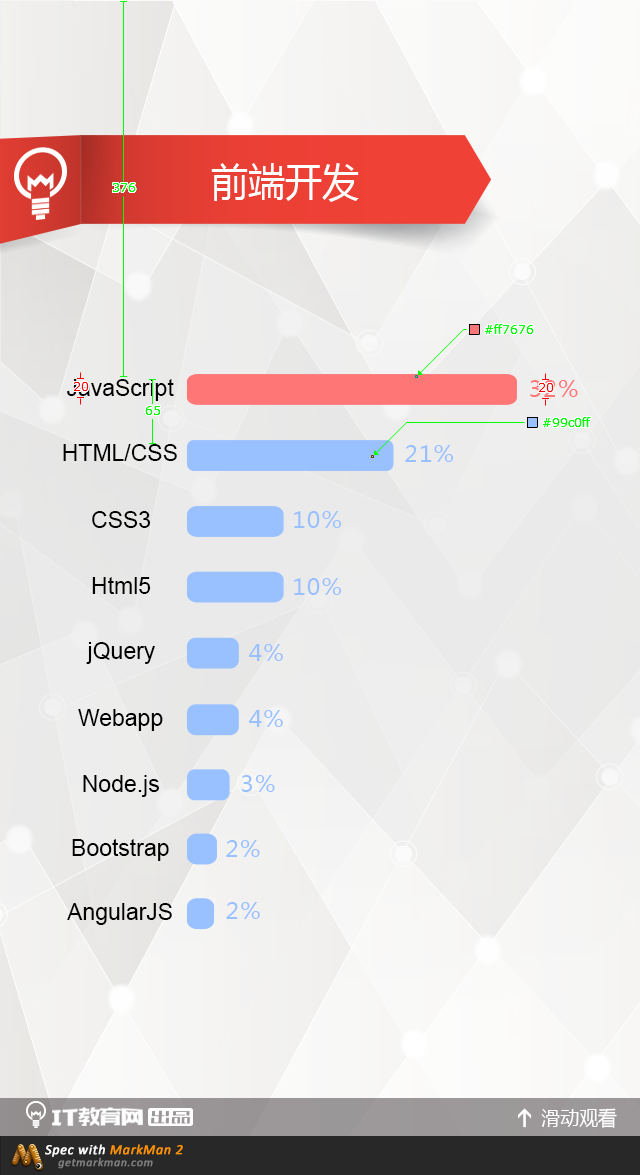 376
前端开发
#ff7676
JavaScript 32%
20 20
65
#99c0ff
HTML/CSS 21%
CSS3 10%
Html5 10%
jQuery 4%
Webapp 4%
Node.js 3%
Bootstrap 2%
AngularJS 2%
IT教育网 出品 滑动观看
Spec with MarkMan 2
getmarkman.com